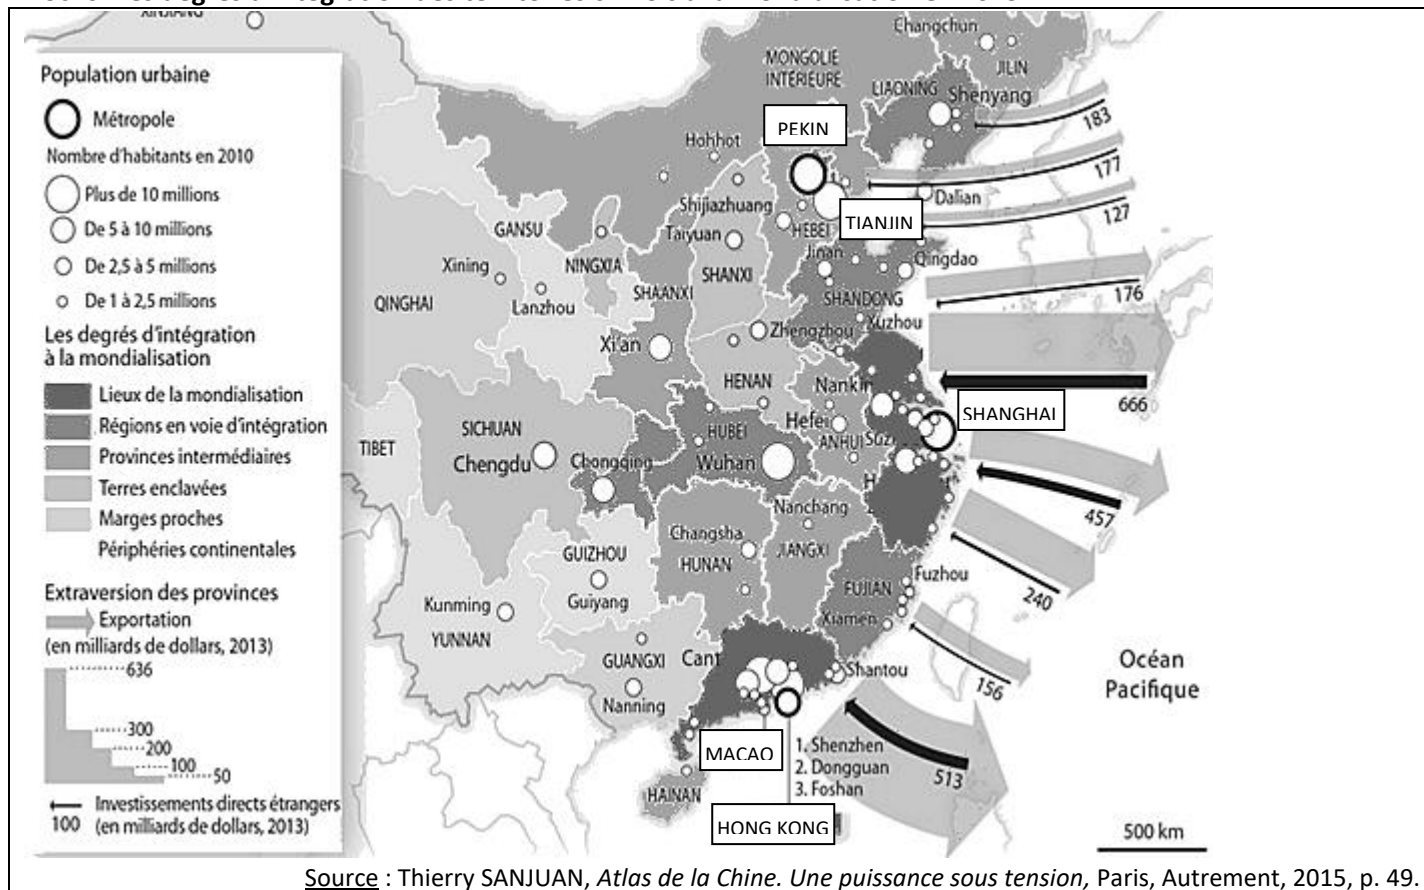 XINJIANG
Population urbaine
Métropole
Nombre d'habitants en 2010
Plus de 10 millions
De 5 à 10 millions
De 2,5 à 5 millions
De 1 à 2,5 millions
Les degrés d'intégration
à la mondialisation
Lieux de la mondialisation
Régions en voie d'intégration
Provinces intermédiaires
Terres enclavées
Marges proches
Périphéries continentales
Extraversion des provinces
Exportation
(en milliards de dollars, 2013)
636
300
200
100
50
Investissements directs étrangers
100 (en milliards de dollars, 2013)
Changchun
JILIN
MONGOLIE
INTÉRIEURE
LIAONING
Shenyang
183
PEKIN
Hohhot
177
Dalian
Shijiazhuang
TIANJIN
127
GANSU
Taiyuan
HEBEI
Jinan
Qingdao
Xining
NINGXIA
SHANXI
176
QINGHAI
Lanzhou
SHAANXI
SHANDONG
Xuzhou
Zhengzhou
Xi'an
HENAN
Nankin
666
SHANGHAI
Hefei
SICHUAN
HUBEI
ANHUI
TIBET
Chengdu
Chongqing
Wuhan
457
Nanchang
Changsha
HUNAN
JIANGXI
GUIZHOU
Guiyang
FUJIAN
Fuzhou
240
Kunming
YUNNAN
Xiamen
GUANGXI
Cant
Shantou
156
Océan
Pacifique
Nanning
MACAO
1. Shenzhen
2. Dongguan
3. Foshan
513
HAINAN
HONG KONG
500 km
Source : Thierry SANJUAN, Atlas de la Chine. Une puissance sous tension, Paris, Autrement, 2015, p. 49.